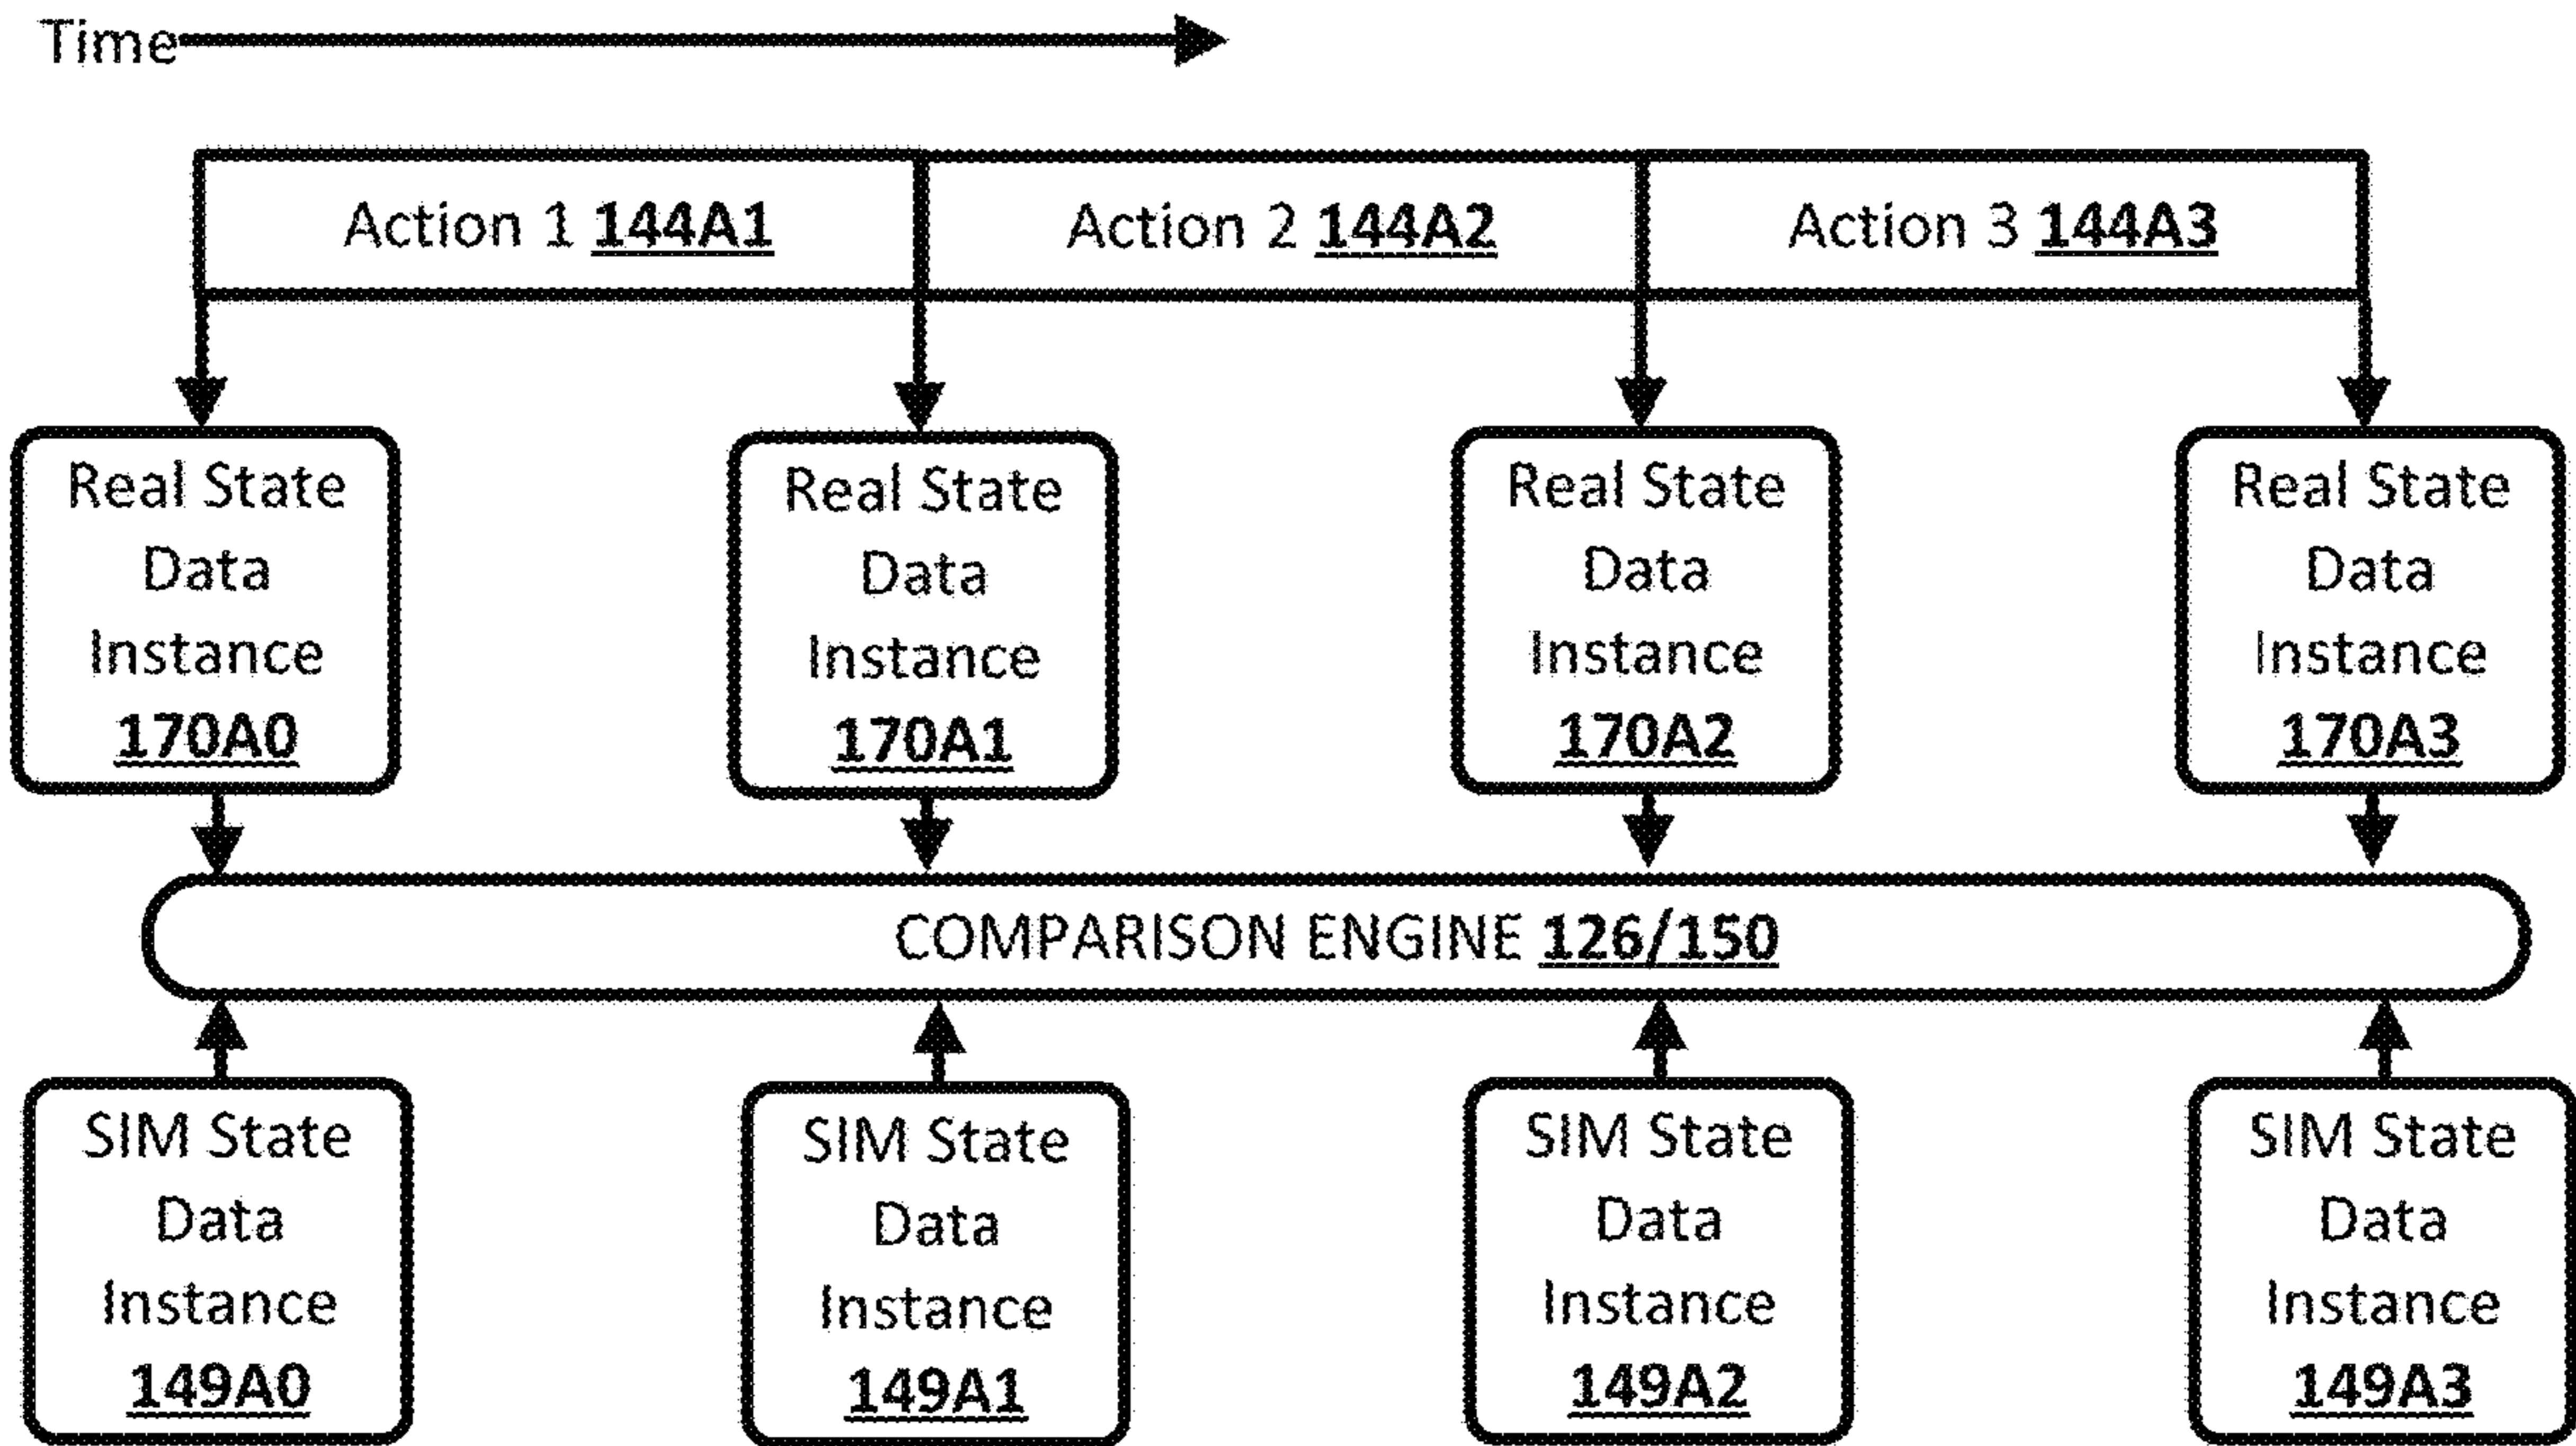 Time
Action 1 144A1
Action 2 144A2
Action 3 144A3
Real State
Data
Instance
170A0
Real State
Data
Instance
170A1
Real State
Data
Instance
170A2
Real State
Data
Instance
170A3
COMPARISON ENGINE 126/150
SIM State
Data
Instance
149A0
SIM State
Data
Instance
149A1
SIM State
Data
Instance
149A2
SIM State
Data
Instance
149A3